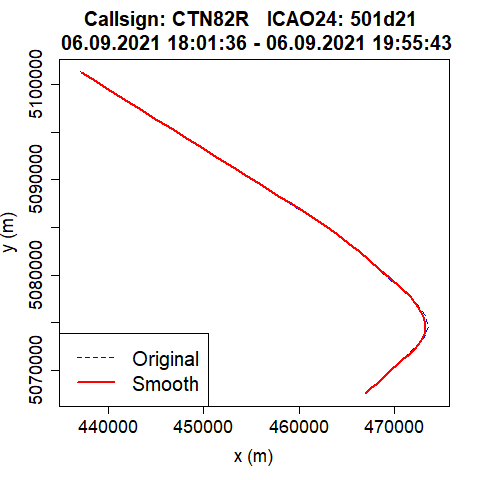 Callsign: CTN82R   ICAO24: 501d21
06.09.2021 18:01:36 - 06.09.2021 19:55:43
5100000
5090000
5080000
5070000
y (m)
Original
Smooth
440000 450000 460000 470000
x (m)